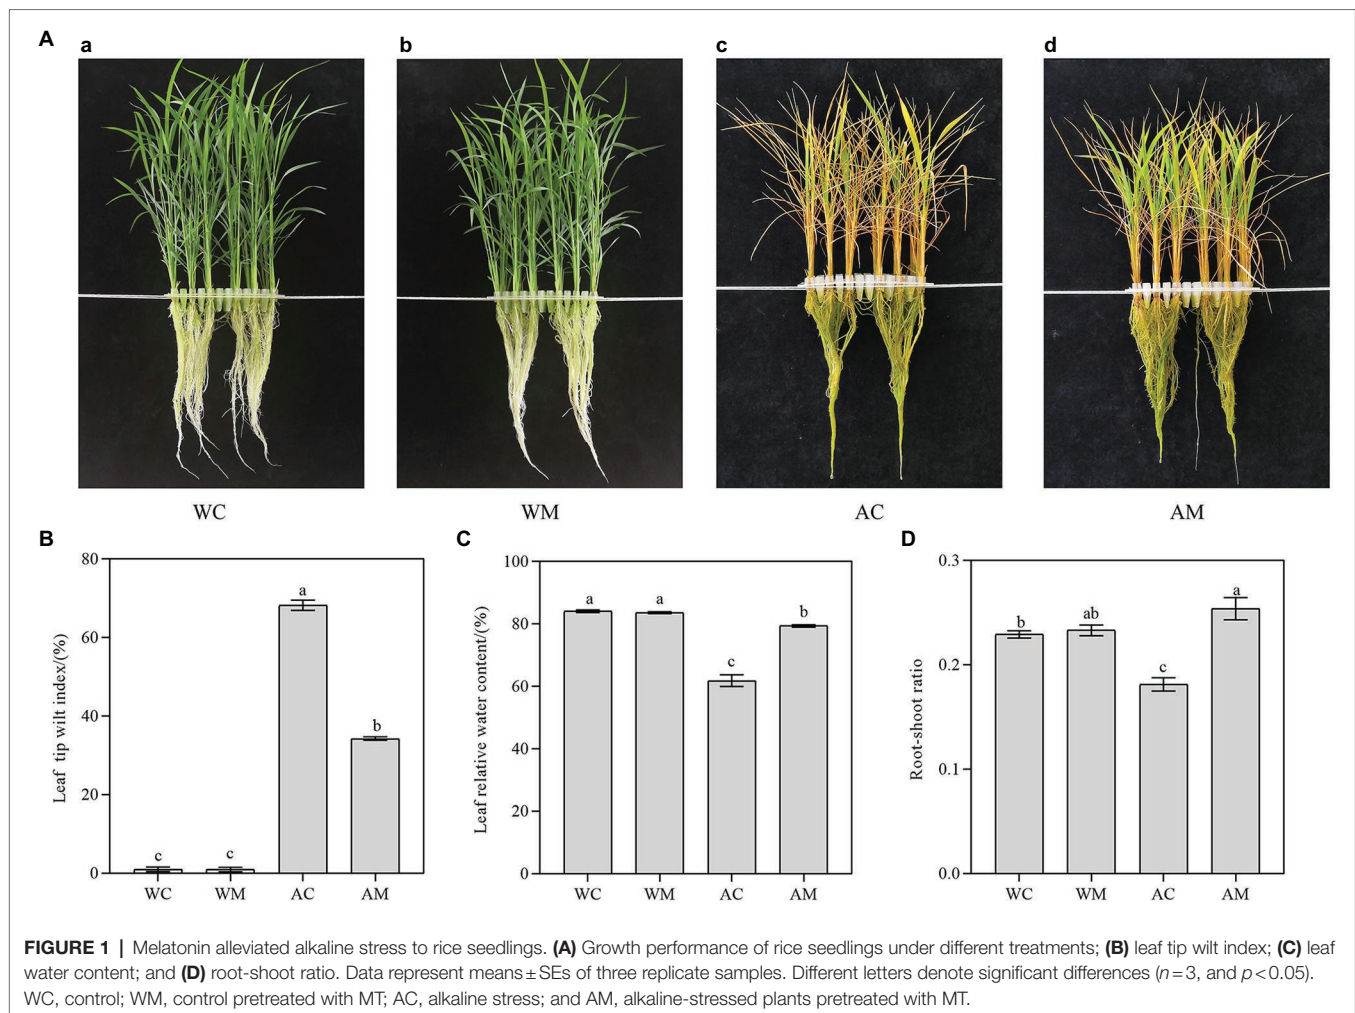 A
a
b
c
d
WC
WM
AC
AM
B
80
60
40
20
0
Leaf tip wilt index/(%)
c
c
a
b
WC
WM
AC
AM
C
100
80
60
40
20
0
Leaf relative water content/(%)
a
a
c
b
WC
WM
AC
AM
D
0.3
0.2
0.1
0.0
Root-shoot ratio
b
ab
c
a
WC
WM
AC
AM
FIGURE 1 | Melatonin alleviated alkaline stress to rice seedlings. (A) Growth performance of rice seedlings under different treatments; (B) leaf tip wilt index; (C) leaf
water content; and (D) root-shoot ratio. Data represent means±SEs of three replicate samples. Different letters denote significant differences (n=3, and p<0.05).
WC, control; WM, control pretreated with MT; AC, alkaline stress; and AM, alkaline-stressed plants pretreated with MT.